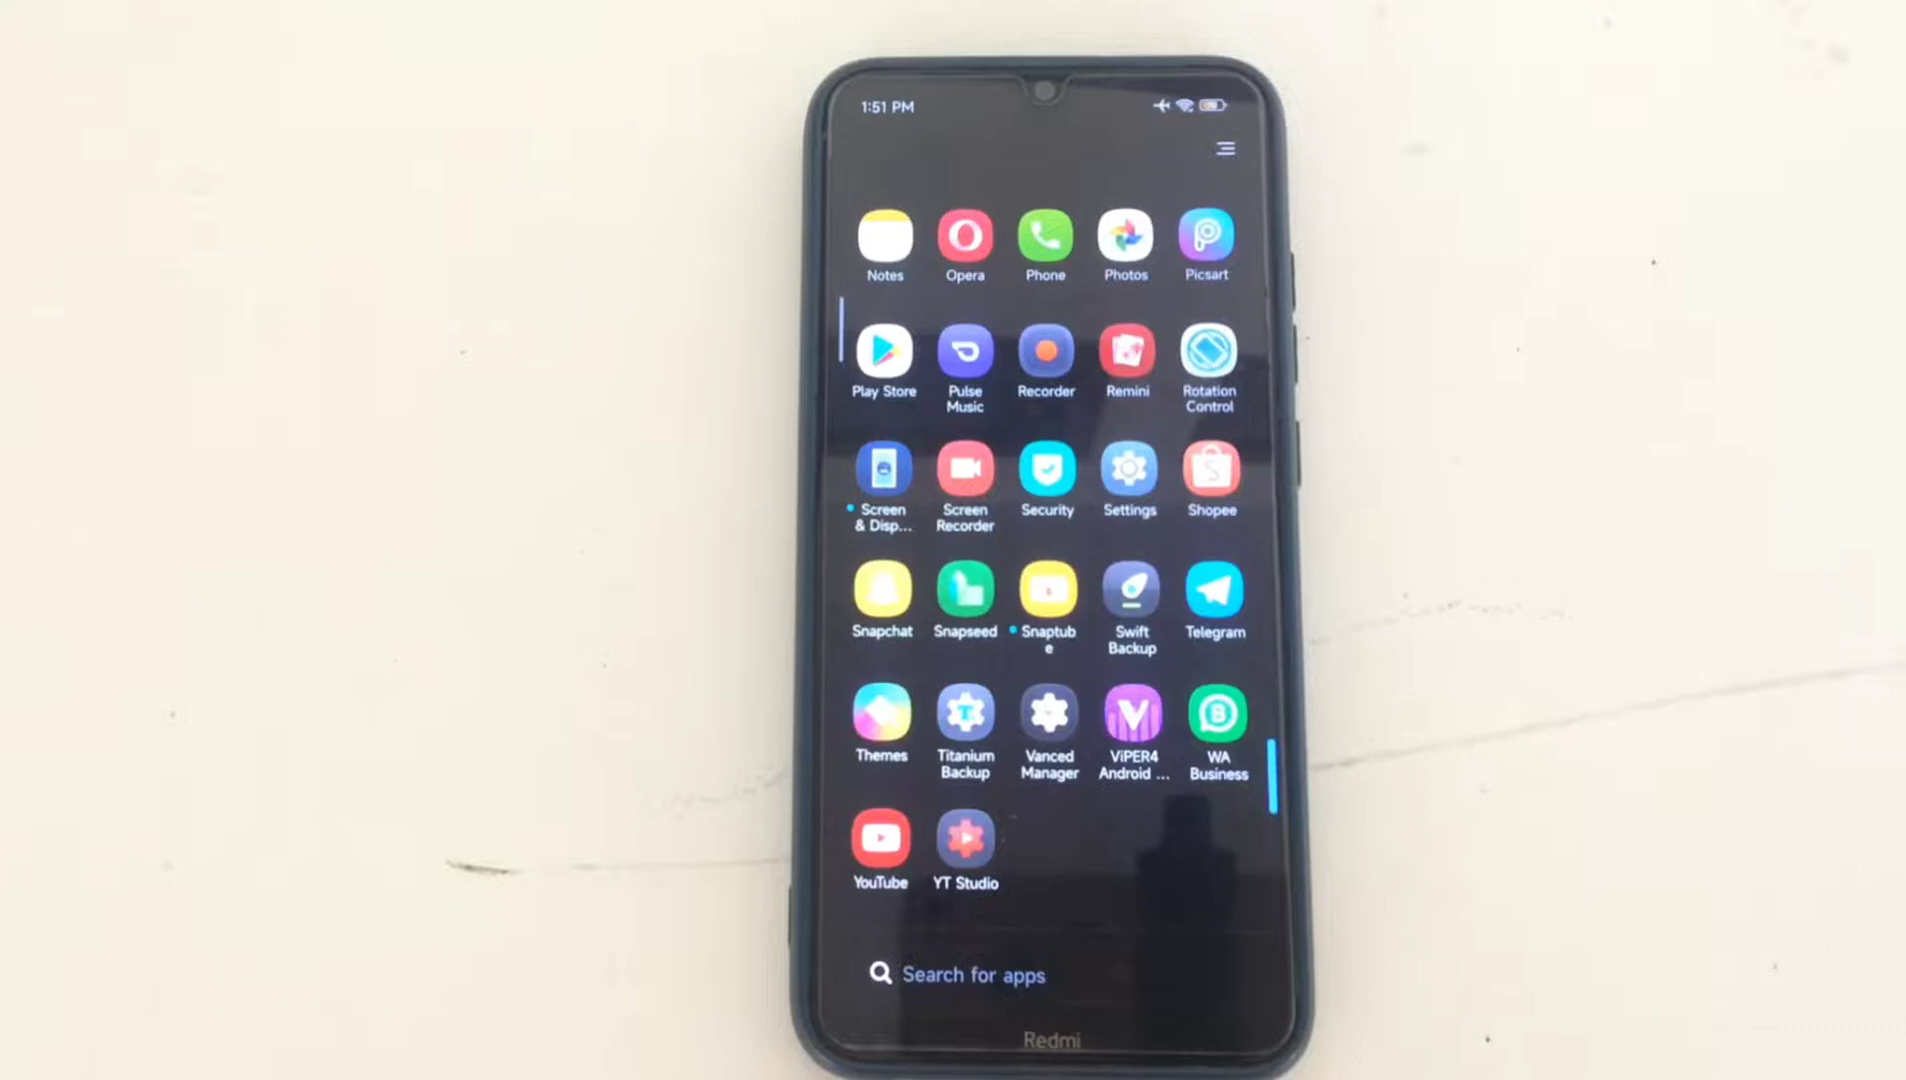 1:51 PM
Notes
Opera
Phone
Photos
Picsart
Play Store
Pulse
Music
Recorder
Remini
Rotation
Control
Screen
& Disp...
Screen
Recorder
Security
Settings
Shopee
Snapchat
Snapseed
Snaptub
e
Swift
Backup
Telegram
Themes
Titanium
Backup
Vanced
Manager
ViPER4
Android ...
WA
Business
YouTube
YT Studio
Search for apps
Redmi